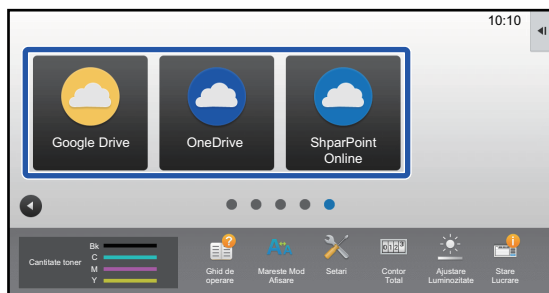 10:10
Google Drive
OneDrive
ShparPoint
Online
Cantitate toner
Bk
C
M
Y
Ghid de
operare
Mareste Mod
Afisare
Setari
Contor
Total
Ajustare
Luminozitate
Stare
Lucrare